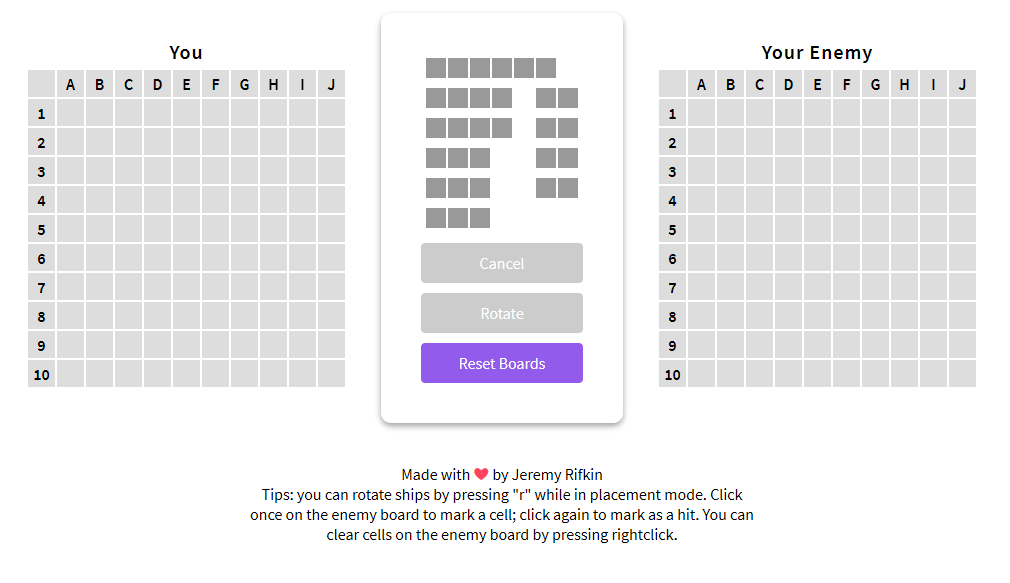 You
A B C D E F G H I J
1
2
3
4
5
6
7
8
9
10
Cancel
Rotate
Reset Boards
Your Enemy
A B C D E F G H I J
1
2
3
4
5
6
7
8
9
10
Made with ❤ by Jeremy Rifkin
Tips: you can rotate ships by pressing "r" while in placement mode. Click
once on the enemy board to mark a cell; click again to mark as a hit. You can
clear cells on the enemy board by pressing rightclick.